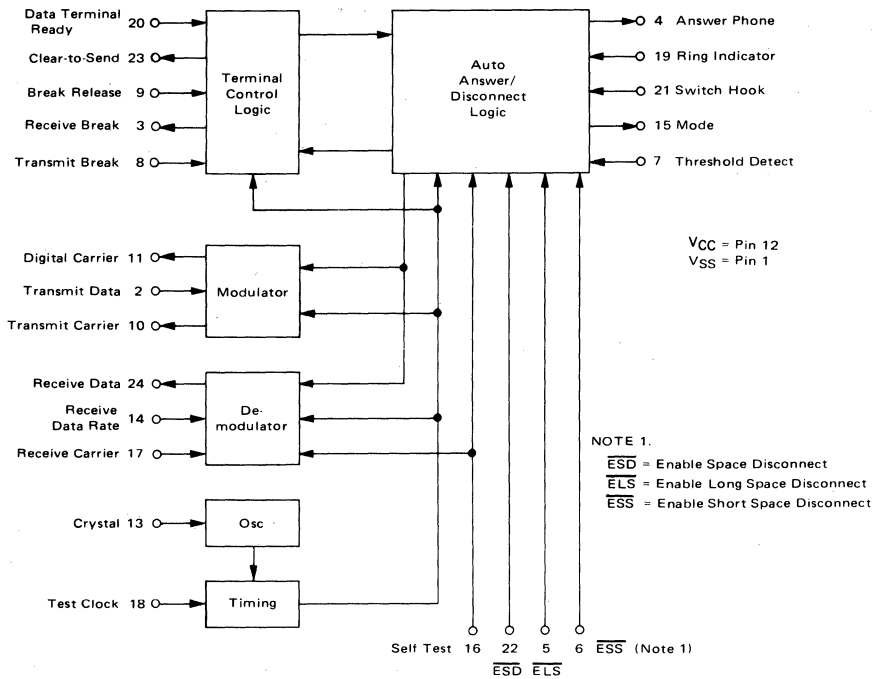 Data Terminal
Ready 20
Clear-to-Send 23
Break Release 9
Receive Break 3
Transmit Break 8
Terminal
Control
Logic
Auto
Answer/
Disconnect
Logic
4 Answer Phone
19 Ring Indicator
21 Switch Hook
15 Mode
7 Threshold Detect
VCC = Pin 12
VSS = Pin 1
Digital Carrier 11
Transmit Data 2
Transmit Carrier 10
Modulator
Receive Data 24
Receive
Data Rate 14
Receive Carrier 17
De-
modulator
NOTE 1.
ESD = Enable Space Disconnect
ELS = Enable Long Space Disconnect
ESS = Enable Short Space Disconnect
Crystal 13
Osc
Test Clock 18
Timing
Self Test 16 22 5 6 ESS (Note 1)
ESD ELS